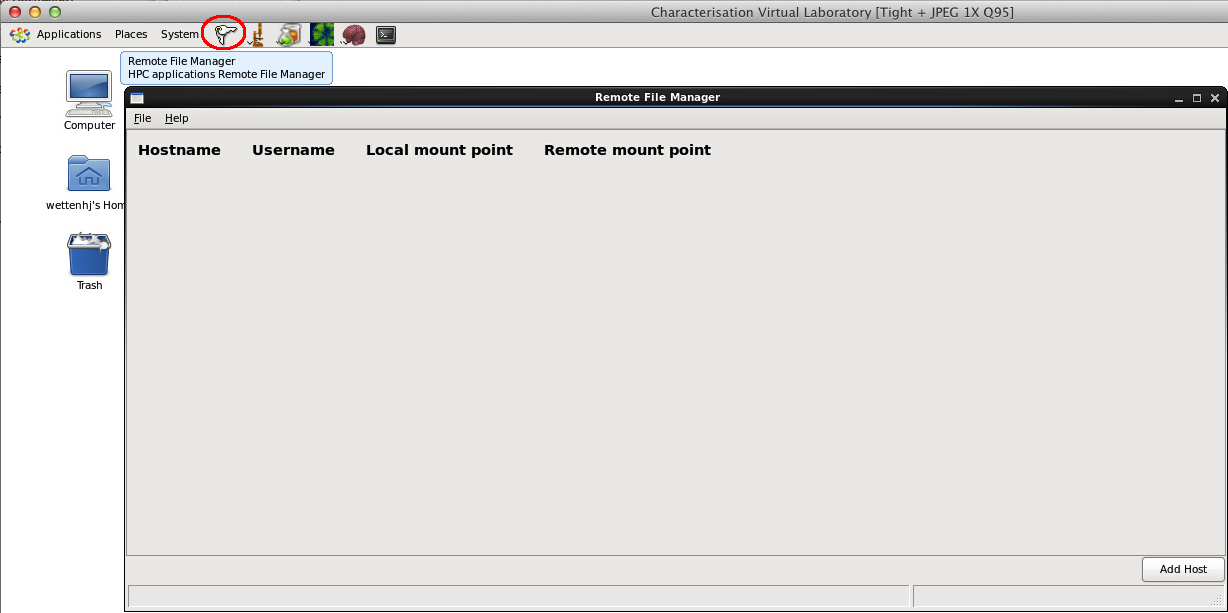 Characterisation Virtual Laboratory [Tight + JPEG 1X Q95]
Applications Places System
Remote File Manager
HPC applications Remote File Manager
Computer
wettenhj's Hom
Trash
Remote File Manager
File Help
Hostname Username Local mount point Remote mount point
Add Host